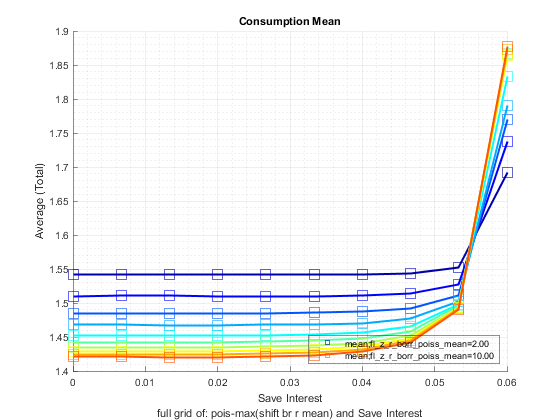 Consumption Mean
1.9
1.85
1.8
1.75
1.7
1.65
1.6
1.55
1.5
1.45
1.4
Average (Total)
mean;fl_z_r_borr_poiss_mean=2.00
mean;fl_z_r_borr_poiss_mean=10.00
0 0.01 0.02 0.03 0.04 0.05 0.06
Save Interest
full grid of: pois-max(shift br r mean) and Save Interest